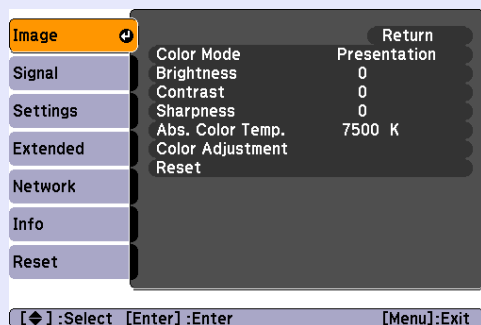 Image
Signal
Settings
Extended
Network
Info
Reset
Return
Color Mode Presentation
Brightness 0
Contrast 0
Sharpness 0
Abs. Color Temp. 7500 K
Color Adjustment
Reset
[◆] :Select [Enter] :Enter [Menu]:Exit